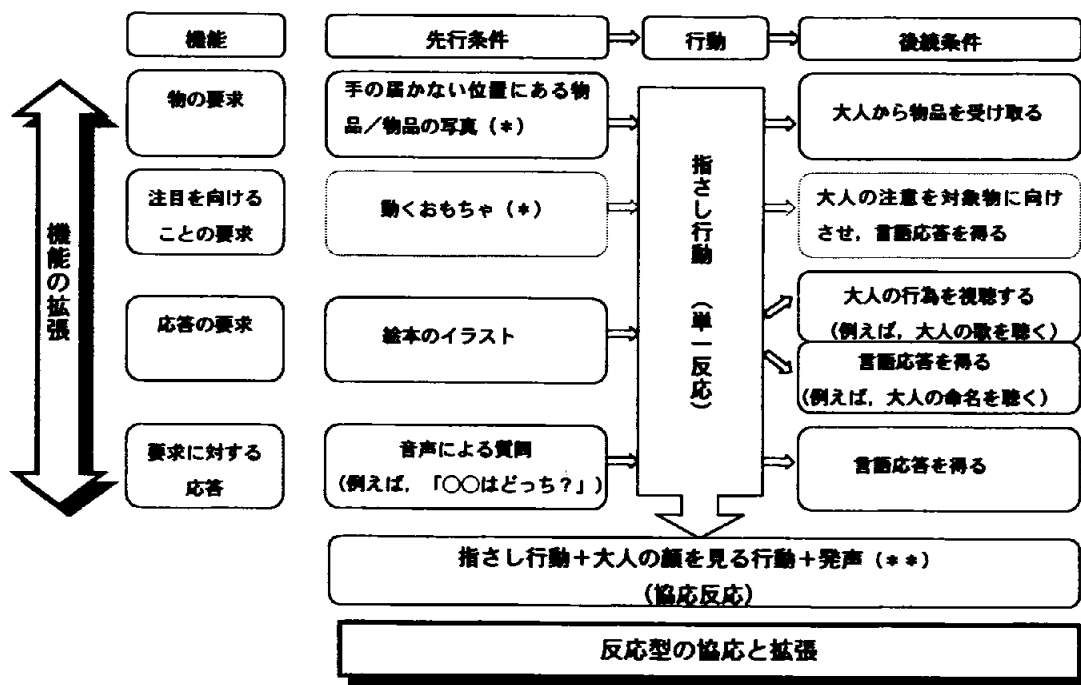 機能
先行条件
行動
後続条件
物の要求
手の届かない位置にある物
品／物品の写真（＊）
大人から物品を受け取る
注目を向ける
ことの要求
動くおもちゃ（＊）
大人の注意を対象物に向け
させ，言語応答を得る
応答の要求
絵本のイラスト
大人の行為を視聴する
（例えば，大人の歌を聴く）
言語応答を得る
（例えば，大人の命名を聴く）
要求に対する
応答
音声による質問
（例えば，「○○はどっち？」）
言語応答を得る
機能の拡張
指さし行動　（単一反応）
指さし行動＋大人の顔を見る行動＋発声（＊＊）
（協応反応）
反応型の協応と拡張